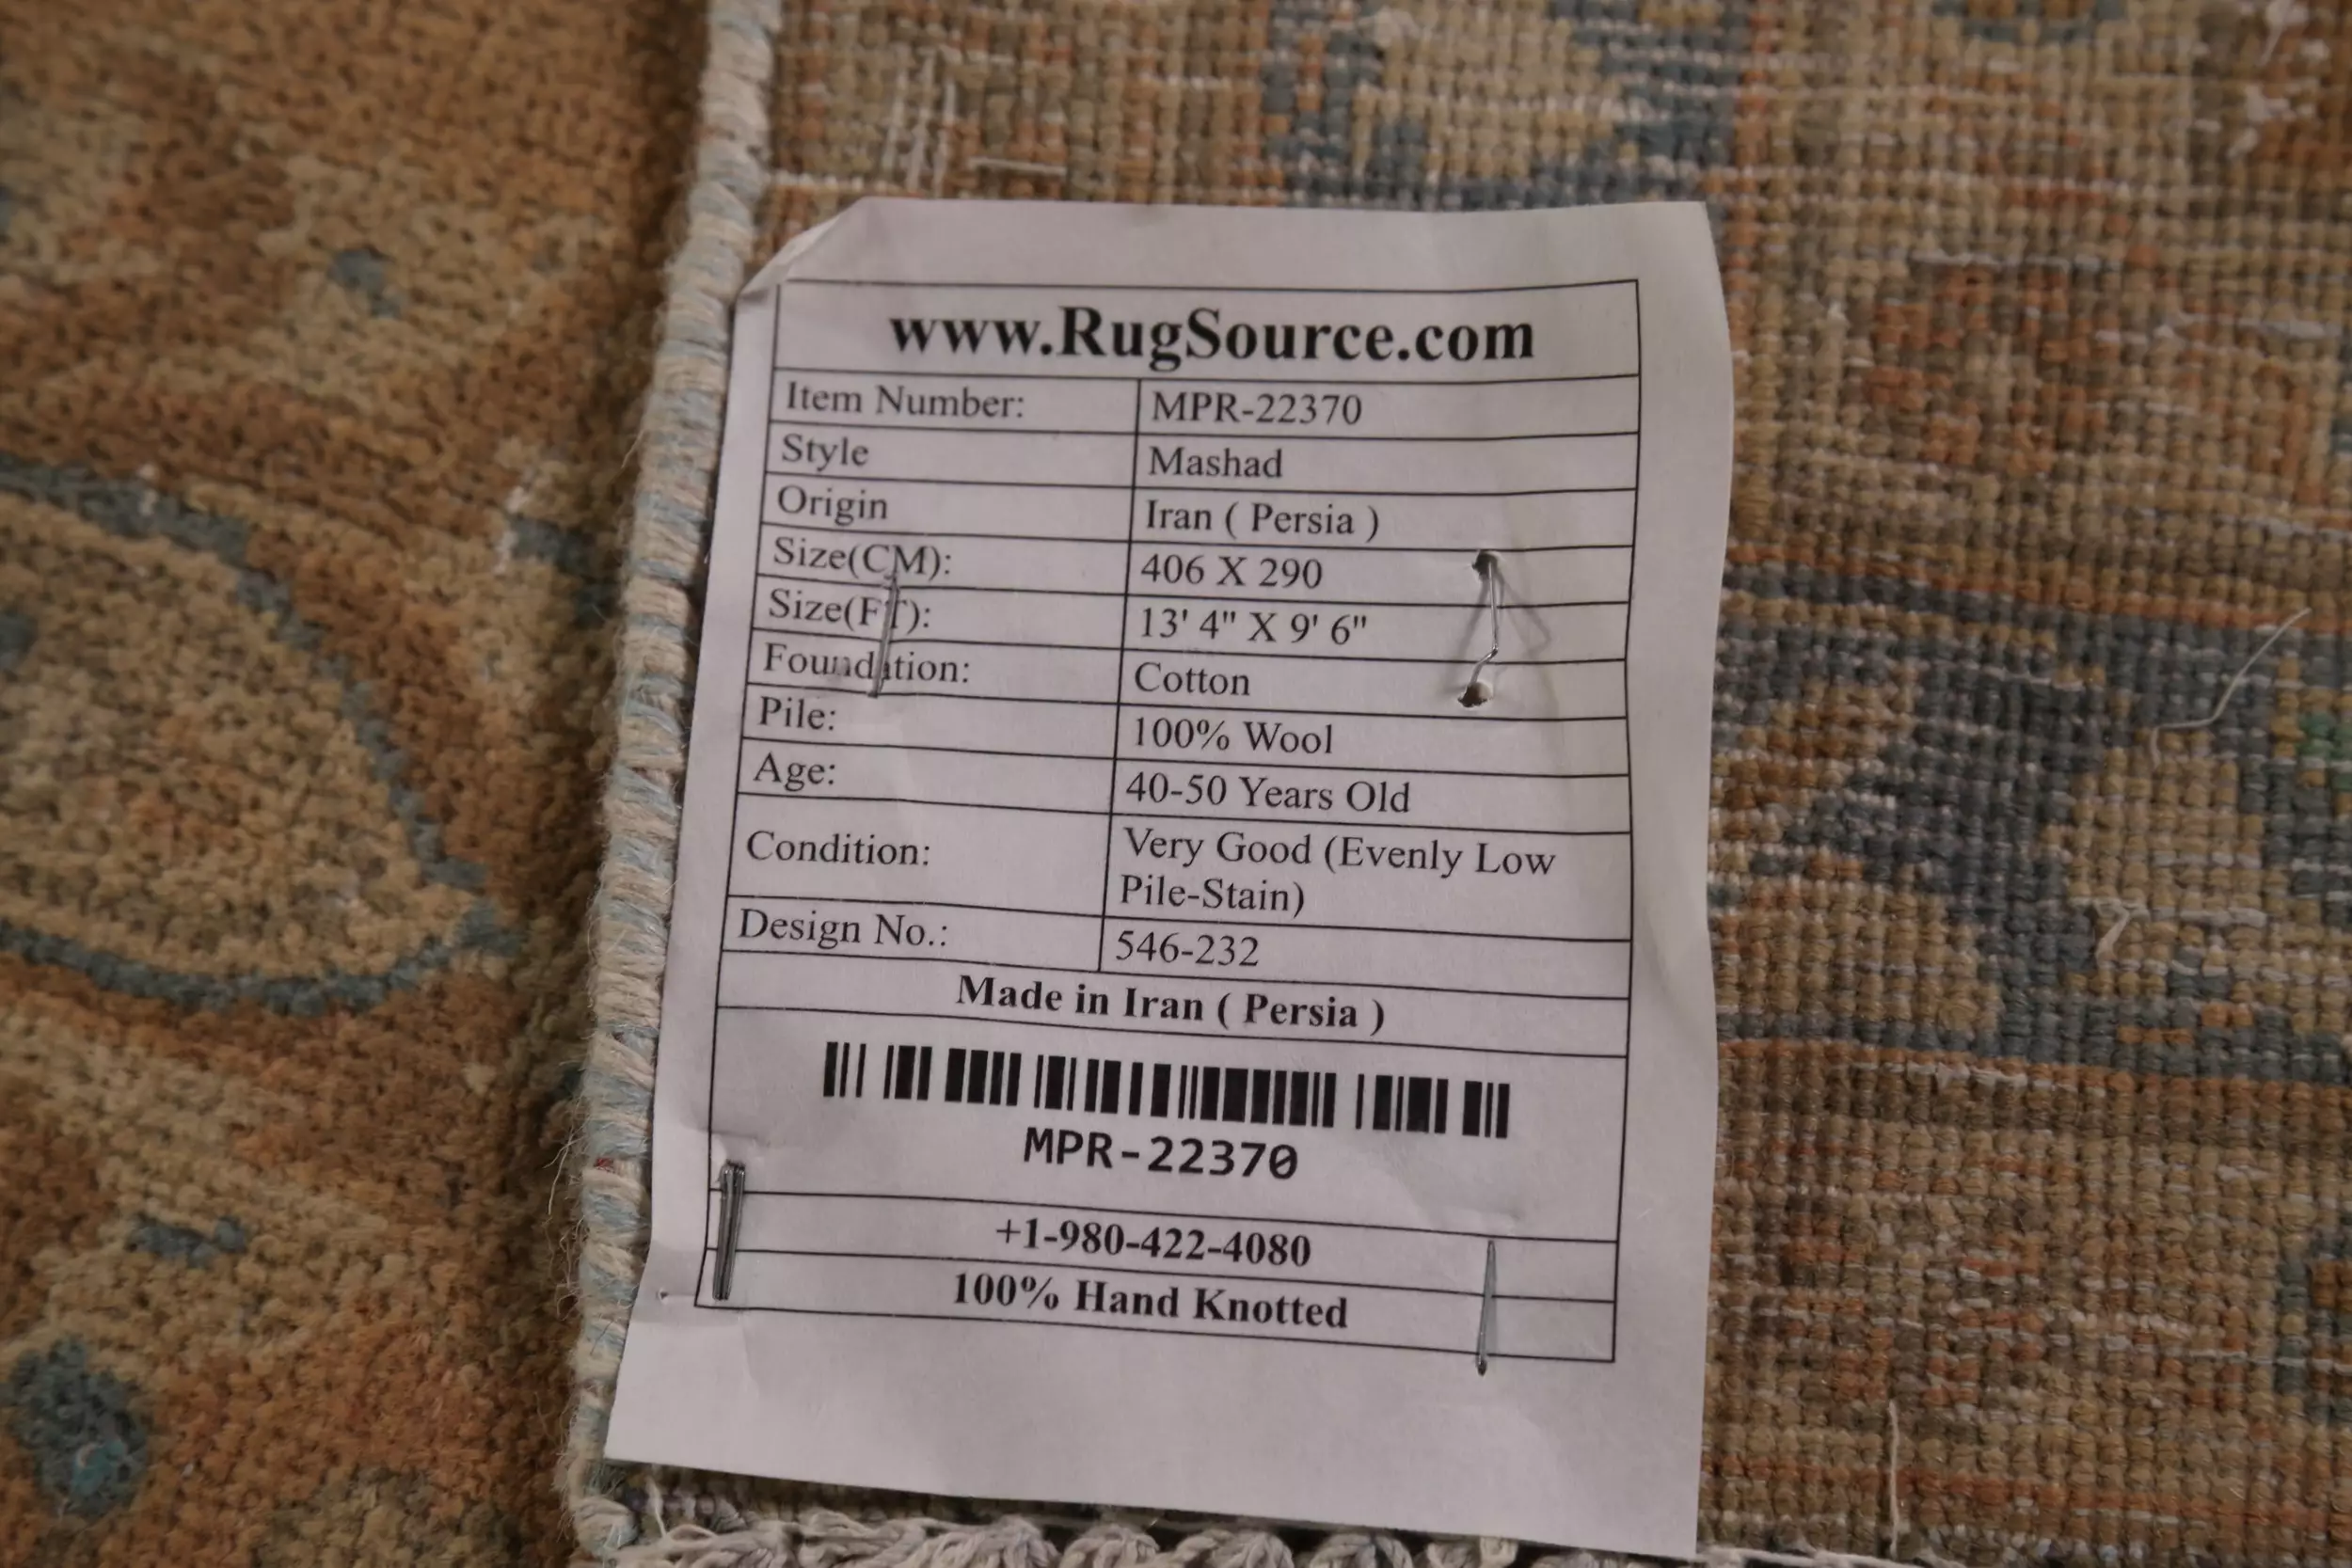 www.RugSource.com
Item Number: MPR-22370
Style Mashad
Origin Iran ( Persia )
Size(CM): 406 X 290
Size(FT): 13' 4" X 9' 6"
Foundation: Cotton
Pile: 100% Wool
Age: 40-50 Years Old
Condition: Very Good (Evenly Low
Pile-Stain)
Design No.: 546-232
Made in Iran ( Persia )
MPR-22370
+1-980-422-4080
100% Hand Knotted